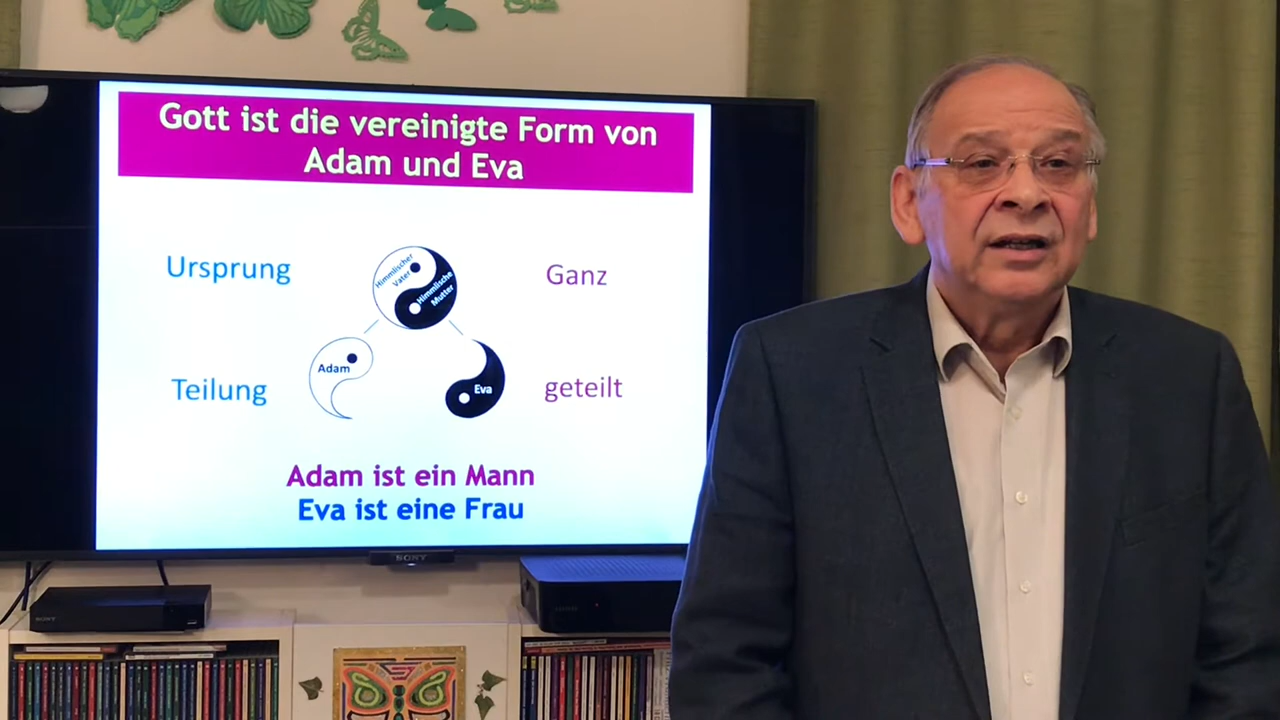 Gott ist die vereinigte Form von
Adam und Eva
Ursprung
Himmlischer
Vater
Himmlische
Mutter
Ganz
Teilung
Adam
Eva
geteilt
Adam ist ein Mann
Eva ist eine Frau
SONY
SONY